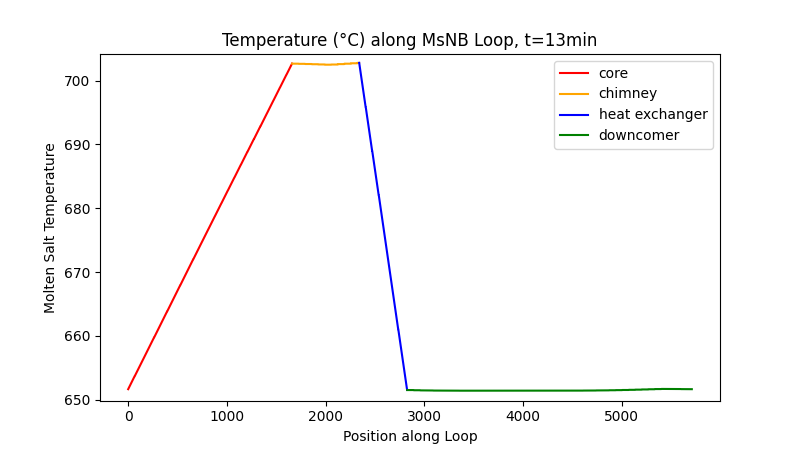 Temperature (°C) along MsNB Loop, t=13min
core
chimney
heat exchanger
downcomer
Molten Salt Temperature
700
690
680
670
660
650
0 1000 2000 3000 4000 5000
Position along Loop